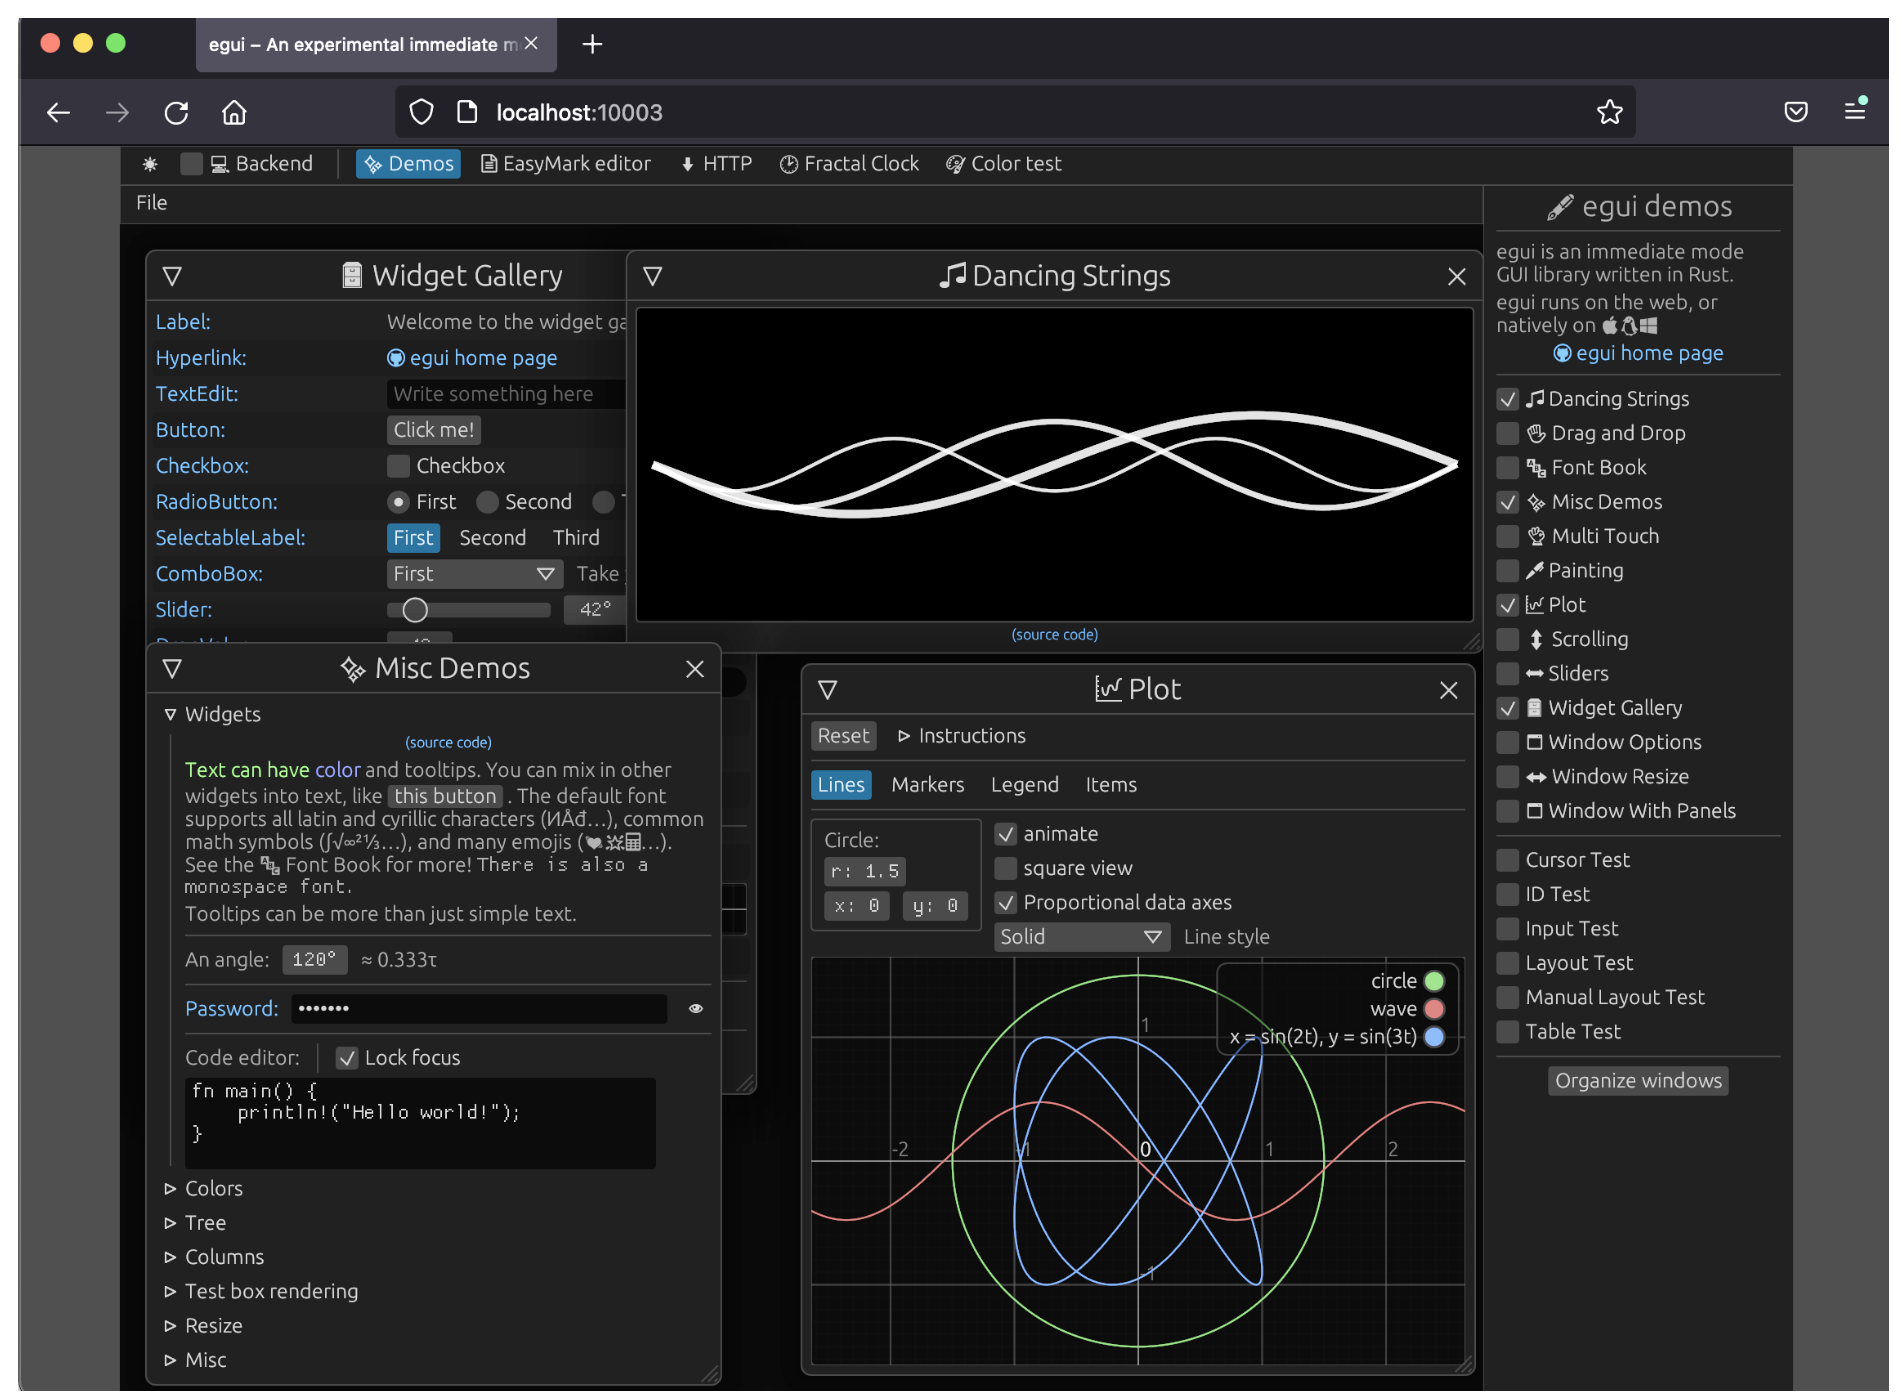 egui – An experimental immediate m
localhost:10003
Backend
Demos
EasyMark editor
HTTP
Fractal Clock
Color test
File
Widget Gallery
Label: Welcome to the widget ga
Hyperlink: egui home page
TextEdit: Write something here
Button: Click me!
Checkbox: Checkbox
RadioButton: First Second
SelectableLabel: First Second Third
ComboBox: First Take
Slider: 42°
Dancing Strings
(source code)
Misc Demos
Widgets
(source code)
Text can have color and tooltips. You can mix in other
widgets into text, like this button . The default font
supports all latin and cyrillic characters (ИÅđ…), common
math symbols (∫√∞²⅓…), and many emojis (💓🌟🖩…).
See the Font Book for more! There is also a
monospace font.
Tooltips can be more than just simple text.
An angle: 120° ≈ 0.333τ
Password: •••••••
Code editor: Lock focus
fn main() {
    println!("Hello world!");
}
Colors
Tree
Columns
Test box rendering
Resize
Misc
Plot
Reset Instructions
Lines Markers Legend Items
Circle:
r: 1.5
x: 0 y: 0
animate
square view
Proportional data axes
Solid Line style
circle
wave
x = sin(2t), y = sin(3t)
1
-2 -1 0 1 2
-1
egui demos
egui is an immediate mode
GUI library written in Rust.
egui runs on the web, or
natively on
egui home page
Dancing Strings
Drag and Drop
Font Book
Misc Demos
Multi Touch
Painting
Plot
Scrolling
Sliders
Widget Gallery
Window Options
Window Resize
Window With Panels
Cursor Test
ID Test
Input Test
Layout Test
Manual Layout Test
Table Test
Organize windows